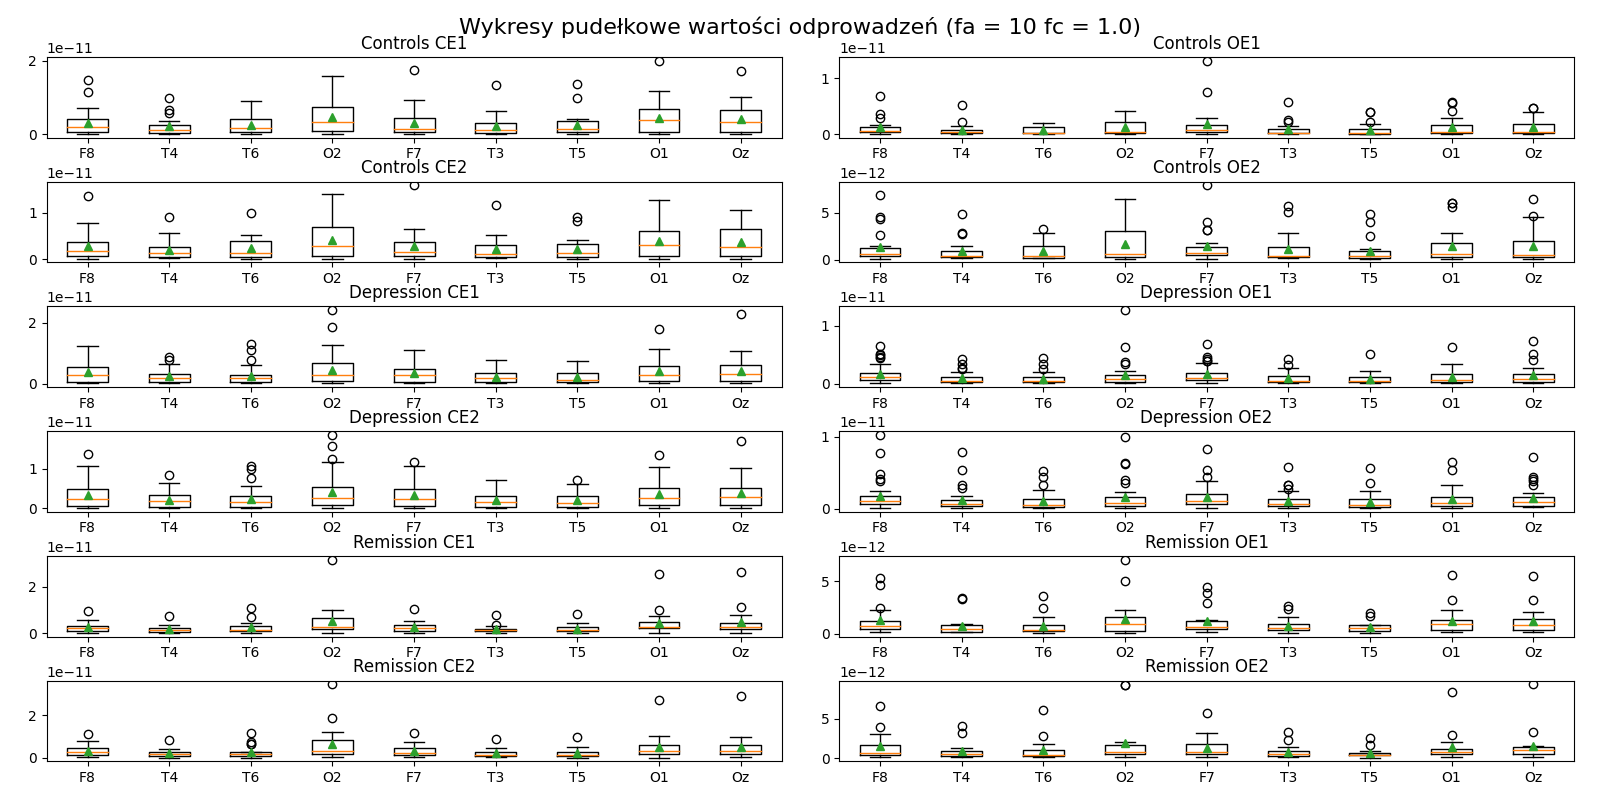 Wykresy pudełkowe wartości odprowadzeń (fa = 10 fc = 1.0)
Controls CE1
1e−11
2
0
F8 T4 T6 O2 F7 T3 T5 O1 Oz
Controls OE1
1e−11
1
0
F8 T4 T6 O2 F7 T3 T5 O1 Oz
Controls CE2
1e−11
1
0
F8 T4 T6 O2 F7 T3 T5 O1 Oz
Controls OE2
1e−12
5
0
F8 T4 T6 O2 F7 T3 T5 O1 Oz
Depression CE1
1e−11
2
0
F8 T4 T6 O2 F7 T3 T5 O1 Oz
Depression OE1
1e−11
1
0
F8 T4 T6 O2 F7 T3 T5 O1 Oz
Depression CE2
1e−11
1
0
F8 T4 T6 O2 F7 T3 T5 O1 Oz
Depression OE2
1e−11
1
0
F8 T4 T6 O2 F7 T3 T5 O1 Oz
Remission CE1
1e−11
2
0
F8 T4 T6 O2 F7 T3 T5 O1 Oz
Remission OE1
1e−12
5
0
F8 T4 T6 O2 F7 T3 T5 O1 Oz
Remission CE2
1e−11
2
0
F8 T4 T6 O2 F7 T3 T5 O1 Oz
Remission OE2
1e−12
5
0
F8 T4 T6 O2 F7 T3 T5 O1 Oz